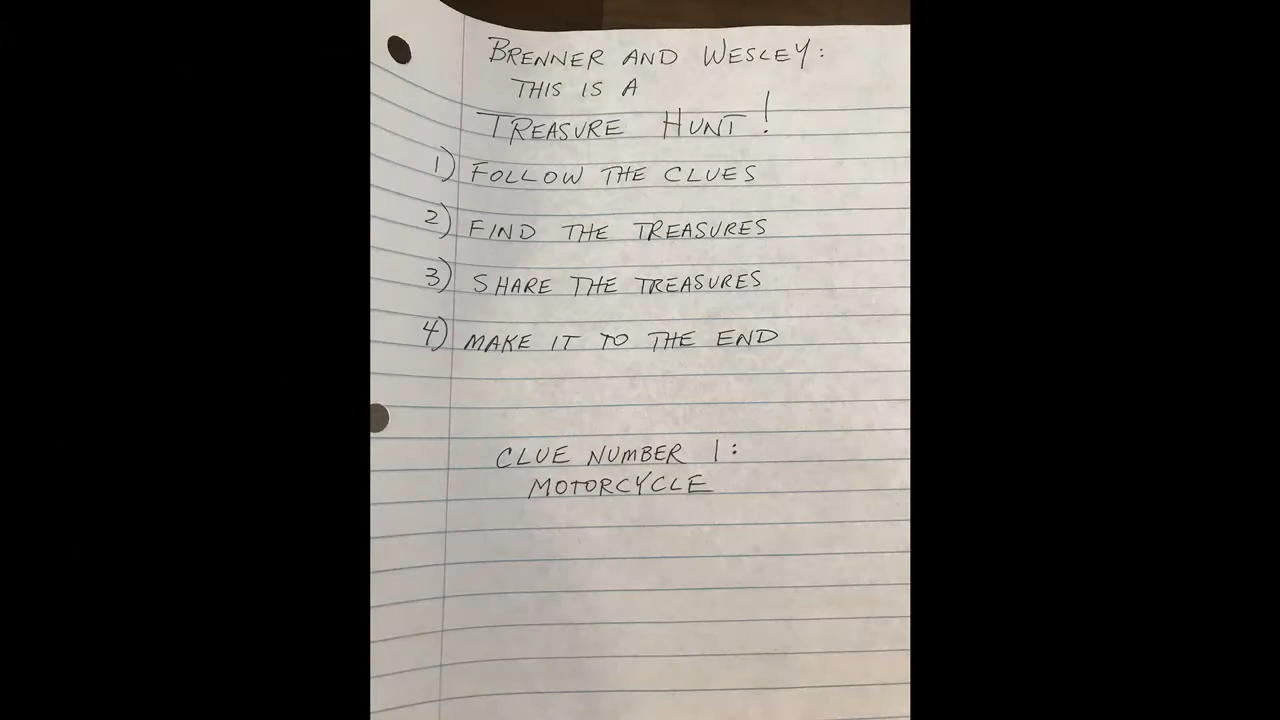 BRENNER AND WESLEY:
THIS IS A
TREASURE HUNT!
1) FOLLOW THE CLUES
2) FIND THE TREASURES
3) SHARE THE TREASURES
4) MAKE IT TO THE END
CLUE NUMBER 1:
MOTORCYCLE